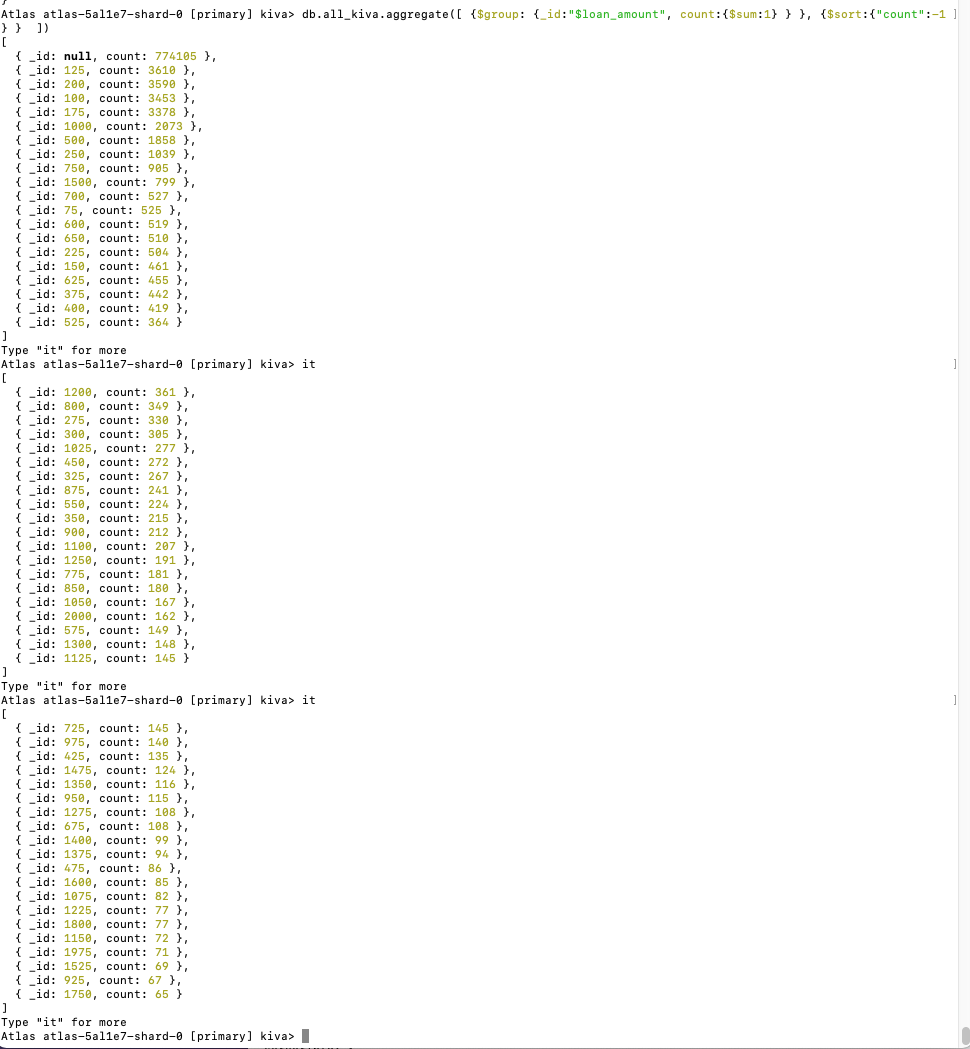 }
Atlas atlas-5al1e7-shard-0 [primary] kiva> db.all_kiva.aggregate([ {$group: {_id:"$loan_amount", count:{$sum:1} } }, {$sort:{"count":-1 ]
} }  ])
[
  { _id: null, count: 774105 },
  { _id: 125, count: 3610 },
  { _id: 200, count: 3590 },
  { _id: 100, count: 3453 },
  { _id: 175, count: 3378 },
  { _id: 1000, count: 2073 },
  { _id: 500, count: 1858 },
  { _id: 250, count: 1039 },
  { _id: 750, count: 905 },
  { _id: 1500, count: 799 },
  { _id: 700, count: 527 },
  { _id: 75, count: 525 },
  { _id: 600, count: 519 },
  { _id: 650, count: 510 },
  { _id: 225, count: 504 },
  { _id: 150, count: 461 },
  { _id: 625, count: 455 },
  { _id: 375, count: 442 },
  { _id: 400, count: 419 },
  { _id: 525, count: 364 }
]
Type "it" for more
Atlas atlas-5al1e7-shard-0 [primary] kiva> it ]
[
  { _id: 1200, count: 361 },
  { _id: 800, count: 349 },
  { _id: 275, count: 330 },
  { _id: 300, count: 305 },
  { _id: 1025, count: 277 },
  { _id: 450, count: 272 },
  { _id: 325, count: 267 },
  { _id: 875, count: 241 },
  { _id: 550, count: 224 },
  { _id: 350, count: 215 },
  { _id: 900, count: 212 },
  { _id: 1100, count: 207 },
  { _id: 1250, count: 191 },
  { _id: 775, count: 181 },
  { _id: 850, count: 180 },
  { _id: 1050, count: 167 },
  { _id: 2000, count: 162 },
  { _id: 575, count: 149 },
  { _id: 1300, count: 148 },
  { _id: 1125, count: 145 }
]
Type "it" for more
Atlas atlas-5al1e7-shard-0 [primary] kiva> it ]
[
  { _id: 725, count: 145 },
  { _id: 975, count: 140 },
  { _id: 425, count: 135 },
  { _id: 1475, count: 124 },
  { _id: 1350, count: 116 },
  { _id: 950, count: 115 },
  { _id: 1275, count: 108 },
  { _id: 675, count: 108 },
  { _id: 1400, count: 99 },
  { _id: 1375, count: 94 },
  { _id: 475, count: 86 },
  { _id: 1600, count: 85 },
  { _id: 1075, count: 82 },
  { _id: 1225, count: 77 },
  { _id: 1800, count: 77 },
  { _id: 1150, count: 72 },
  { _id: 1975, count: 71 },
  { _id: 1525, count: 69 },
  { _id: 925, count: 67 },
  { _id: 1750, count: 65 }
]
Type "it" for more
Atlas atlas-5al1e7-shard-0 [primary] kiva>